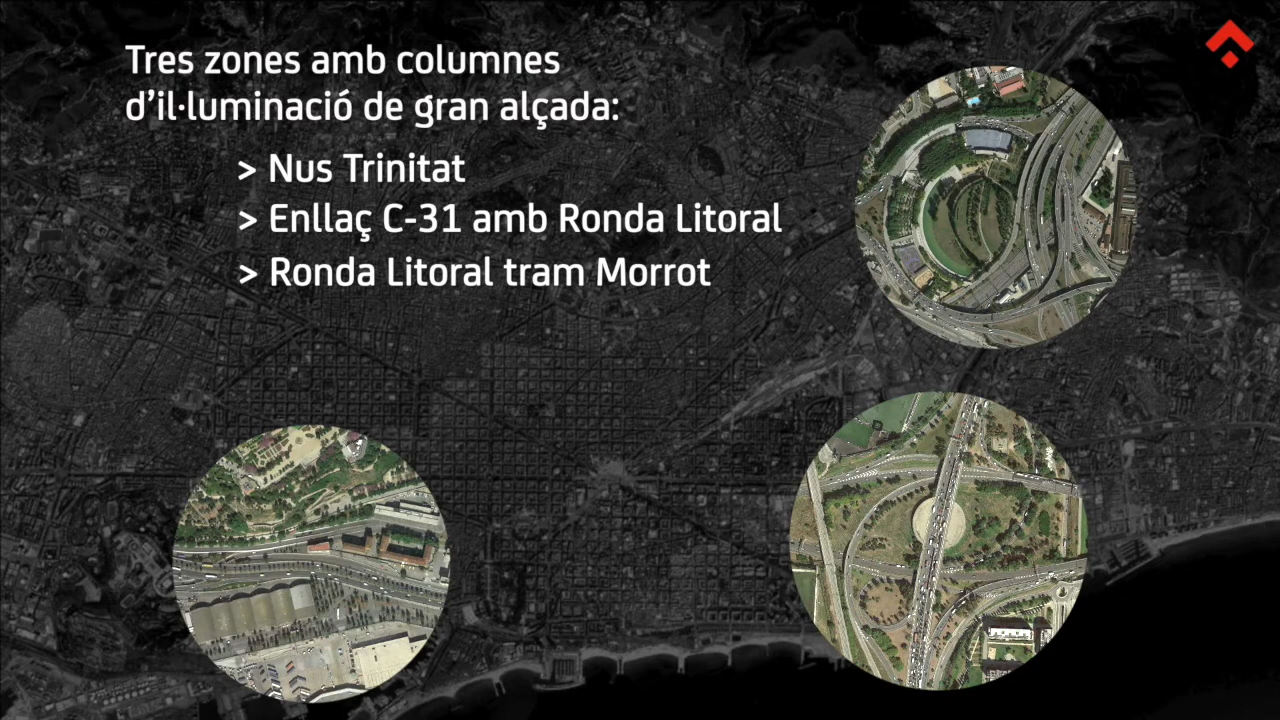 Tres zones amb columnes
d’il·luminació de gran alçada:
> Nus Trinitat
> Enllaç C-31 amb Ronda Litoral
> Ronda Litoral tram Morrot